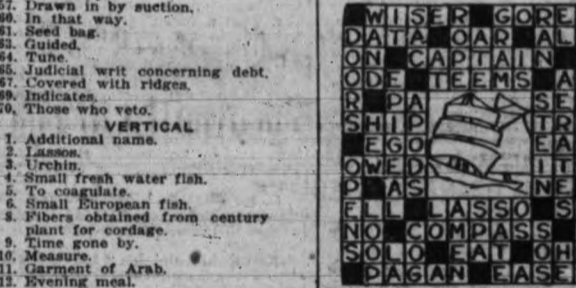 57. Drawn in by suction.
60. In that way.
61. Seed bag.
63. Guided.
64. Tune.
65. Judicial writ concerning debt.
67. Covered with ridges.
69. Indicates.
70. Those who veto.
VERTICAL
1. Additional name.
2. Lassos.
3. Urchin.
4. Small fresh water fish.
5. To coagulate.
6. Small European fish.
8. Fibers obtained from century
plant for cordage.
9. Time gone by.
10. Measure.
11. Garment of Arab.
12. Evening meal.
WISER GORE
DATA OAR AL
ON CAPTAIN
ODE TEEMS A
R PA SE
SHIP TR
EGO EA
OWED IT
P AS NE
ELL LASSO S
NO COMPASS
SOLO EAT OH
PAGAN EASE